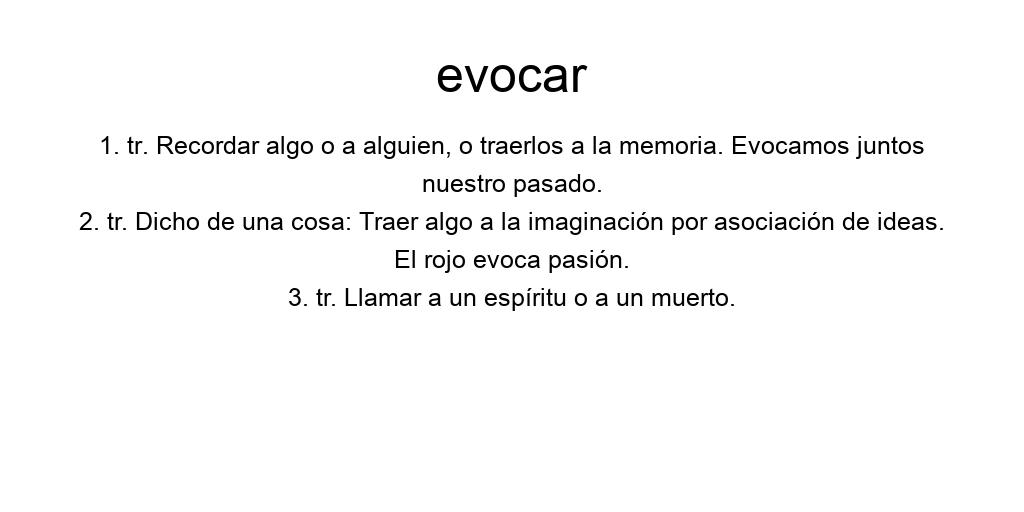 evocar
1. tr. Recordar algo o a alguien, o traerlos a la memoria. Evocamos juntos
nuestro pasado.
2. tr. Dicho de una cosa: Traer algo a la imaginación por asociación de ideas.
El rojo evoca pasión.
3. tr. Llamar a un espíritu o a un muerto.